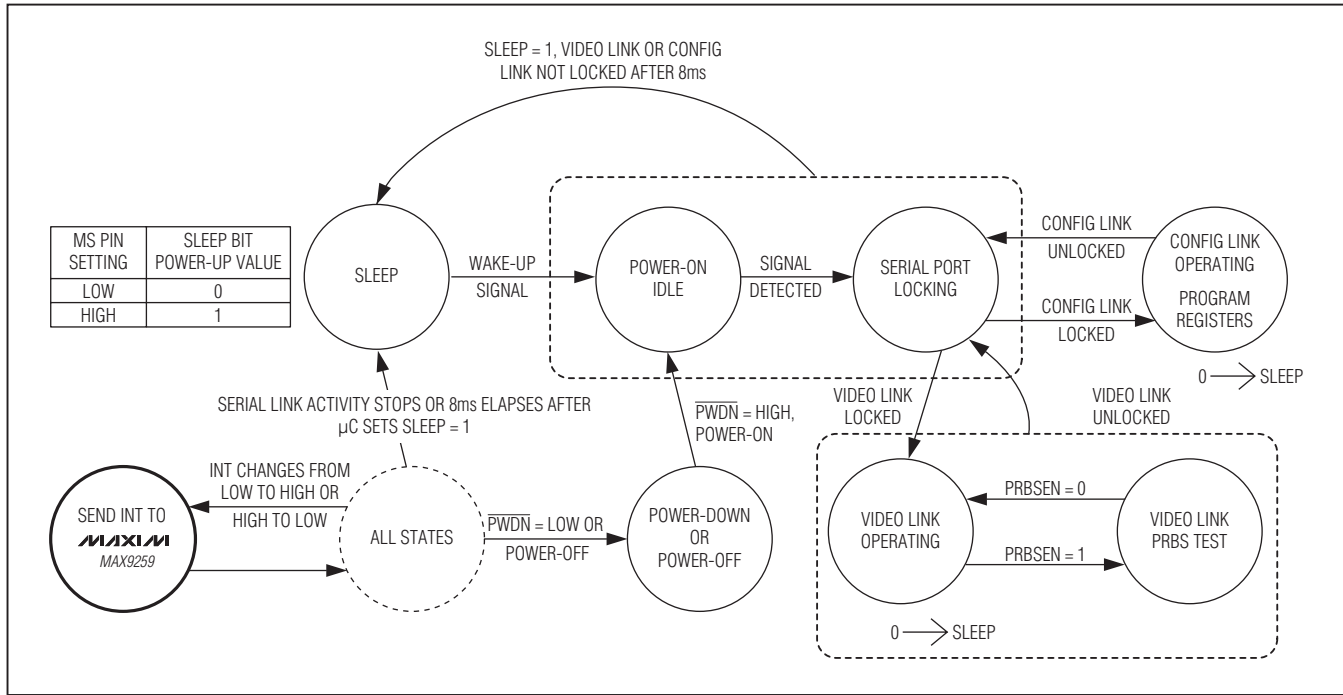 SLEEP = 1, VIDEO LINK OR CONFIG
LINK NOT LOCKED AFTER 8ms
MS PIN
SETTING
SLEEP BIT
POWER-UP VALUE
LOW
0
HIGH
1
SLEEP
WAKE-UP
SIGNAL
POWER-ON
IDLE
SIGNAL
DETECTED
SERIAL PORT
LOCKING
CONFIG LINK
UNLOCKED
CONFIG LINK
LOCKED
CONFIG LINK
OPERATING
PROGRAM
REGISTERS
0 → SLEEP
SERIAL LINK ACTIVITY STOPS OR 8ms ELAPSES AFTER
µC SETS SLEEP = 1
PWDN = HIGH,
POWER-ON
VIDEO LINK
LOCKED
VIDEO LINK
UNLOCKED
INT CHANGES FROM
LOW TO HIGH OR
HIGH TO LOW
SEND INT TO
MAXIM
MAX9259
ALL STATES
PWDN = LOW OR
POWER-OFF
POWER-DOWN
OR
POWER-OFF
VIDEO LINK
OPERATING
PRBSEN = 0
PRBSEN = 1
VIDEO LINK
PRBS TEST
0 → SLEEP